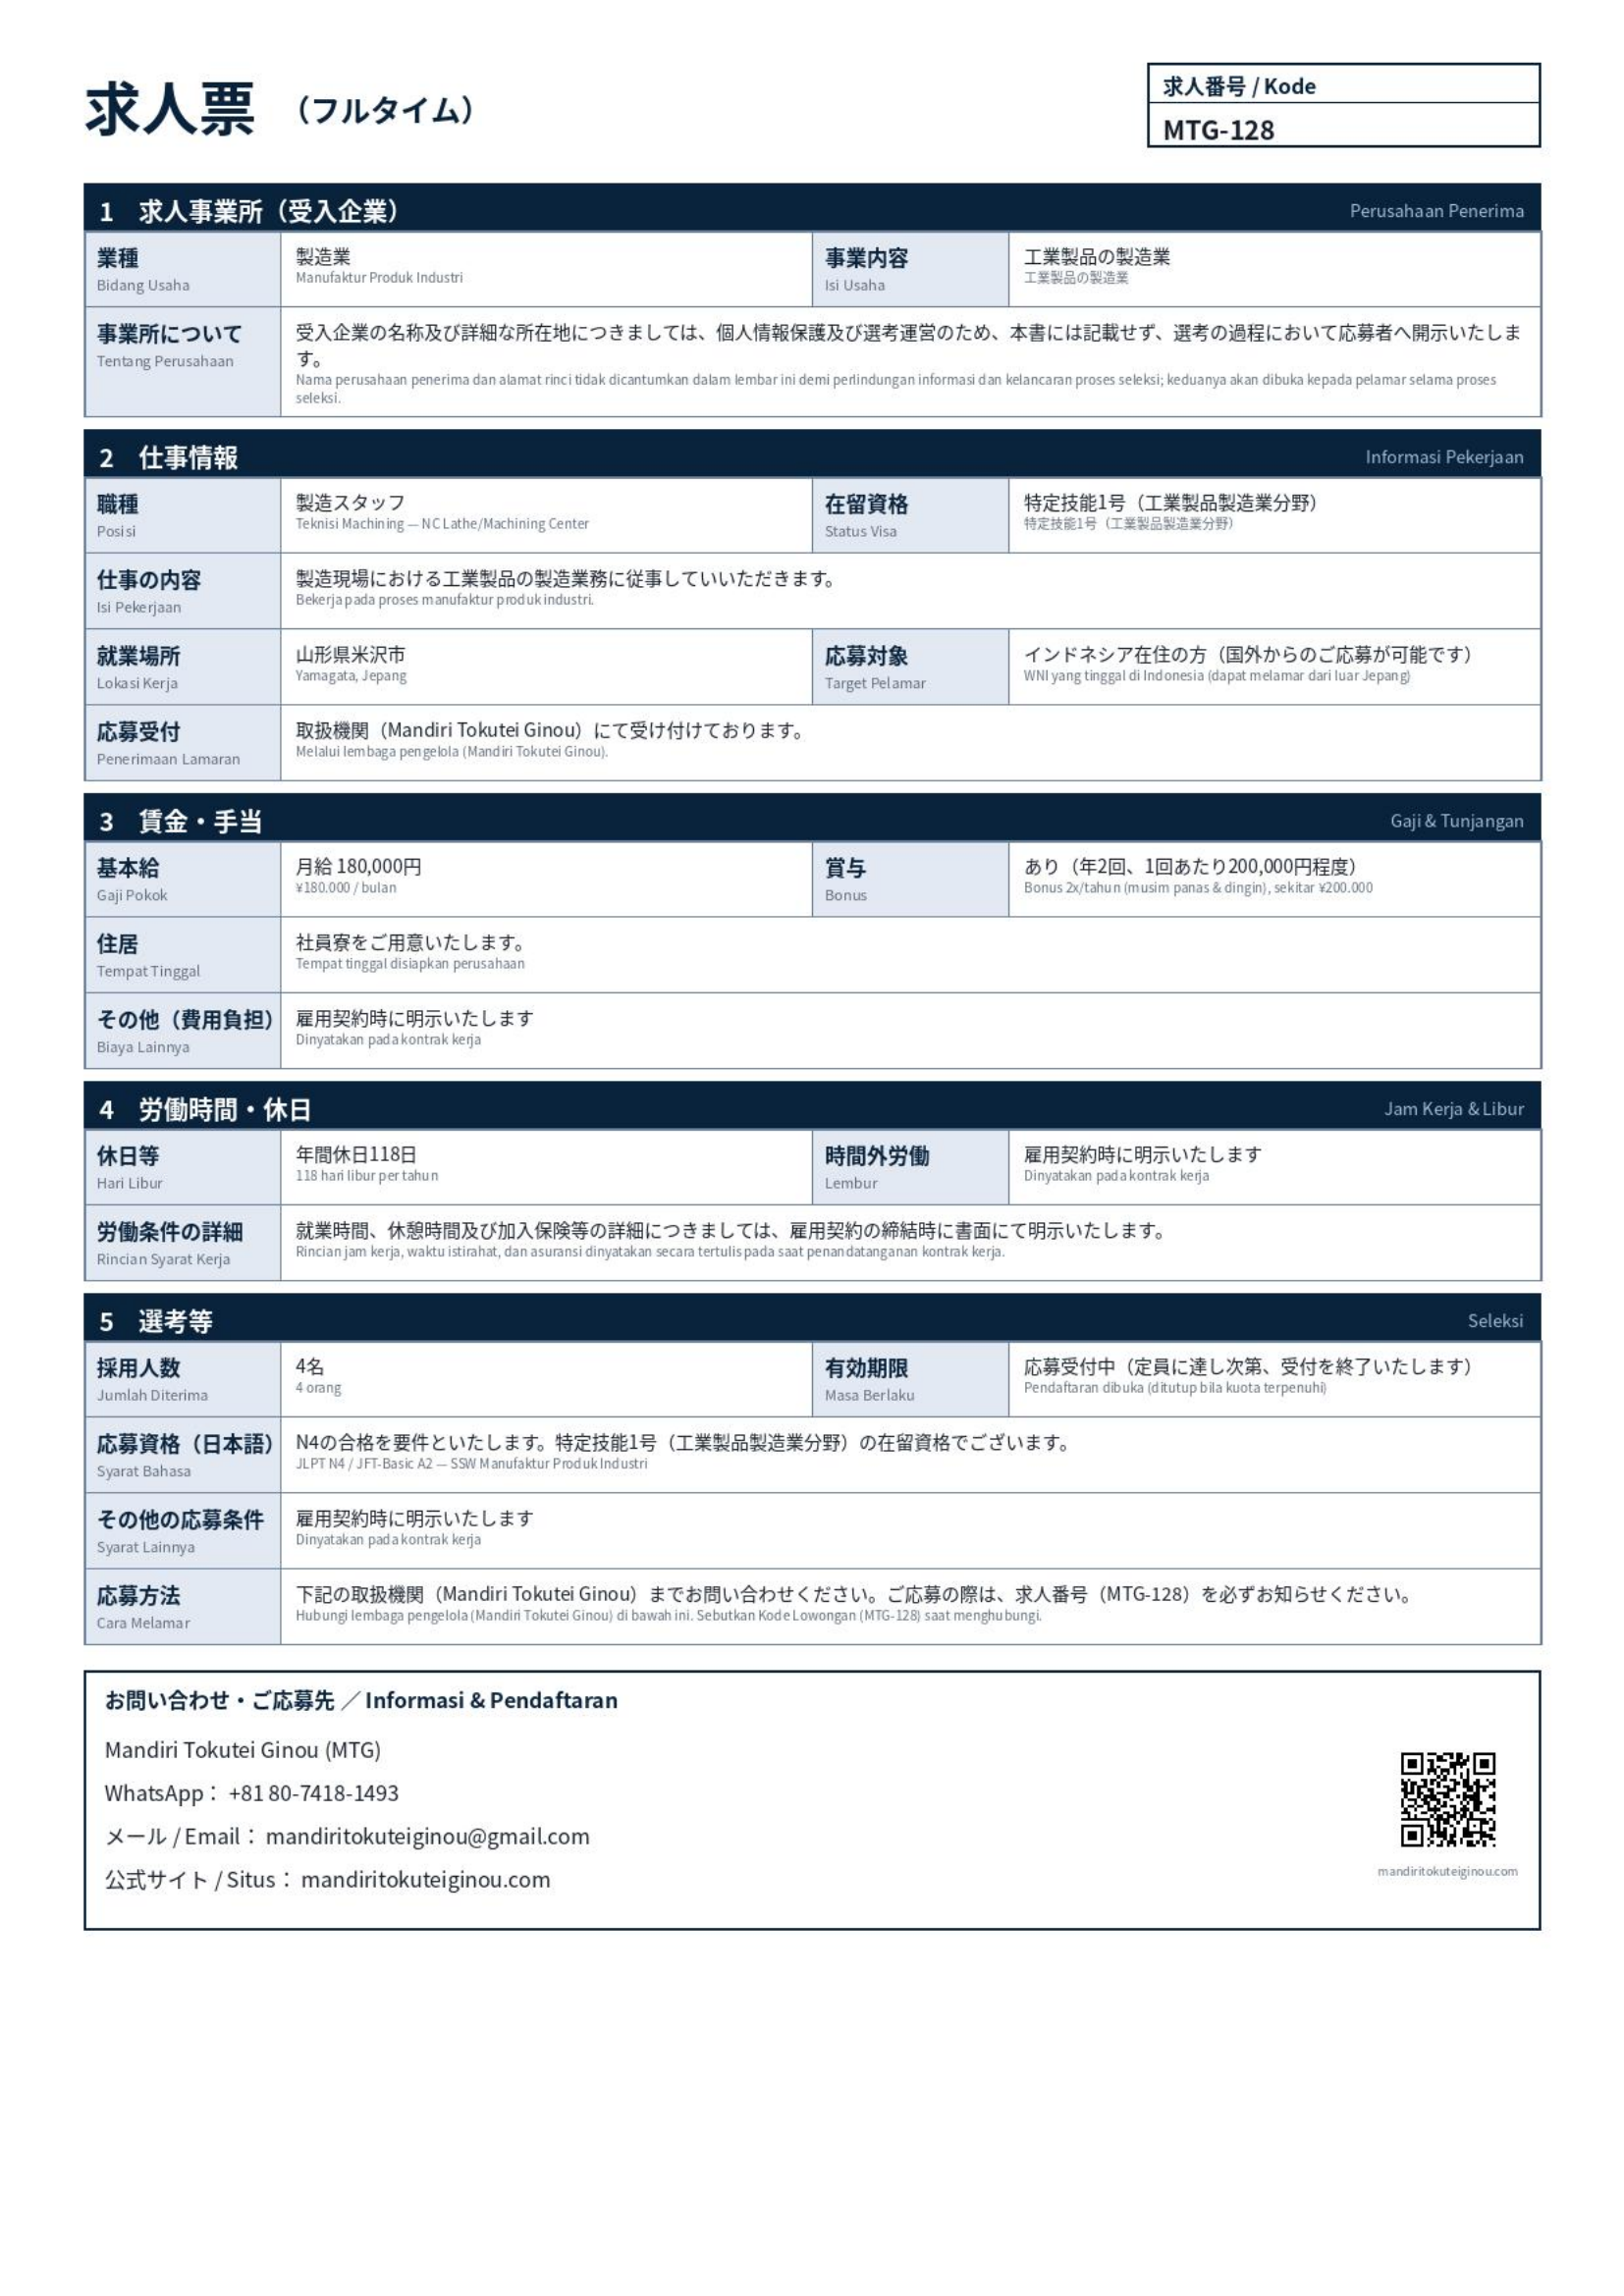 求人票 （フルタイム）
求人番号 / Kode
MTG-128
1 求人事業所（受入企業） Perusahaan Penerima
業種 製造業 事業内容 工業製品の製造業
Bidang Usaha Manufaktur Produk Industri Isi Usaha 工業製品の製造業
事業所について 受入企業の名称及び詳細な所在地につきましては、個人情報保護及び選考運営のため、本書には記載せず、選考の過程において応募者へ開示いたしま
す。
Tentang Perusahaan Nama perusahaan penerima dan alamat rinci tidak dicantumkan dalam lembar ini demi perlindungan informasi dan kelancaran proses seleksi; keduanya akan dibuka kepada pelamar selama proses
seleksi.
2 仕事情報 Informasi Pekerjaan
職種 製造スタッフ 在留資格 特定技能1号（工業製品製造業分野）
Posisi Teknisi Machining — NC Lathe/Machining Center Status Visa 特定技能1号（工業製品製造業分野）
仕事の内容 製造現場における工業製品の製造業務に従事していいただきます。
Isi Pekerjaan Bekerja pada proses manufaktur produk industri.
就業場所 山形県米沢市 応募対象 インドネシア在住の方（国外からのご応募が可能です）
Lokasi Kerja Yamagata, Jepang Target Pelamar WNI yang tinggal di Indonesia (dapat melamar dari luar Jepang)
応募受付 取扱機関（Mandiri Tokutei Ginou）にて受け付けております。
Penerimaan Lamaran Melalui lembaga pengelola (Mandiri Tokutei Ginou).
3 賃金・手当 Gaji & Tunjangan
基本給 月給 180,000円 賞与 あり（年2回、1回あたり200,000円程度）
Gaji Pokok ¥180.000 / bulan Bonus Bonus 2x/tahun (musim panas & dingin), sekitar ¥200.000
住居 社員寮をご用意いたします。
Tempat Tinggal Tempat tinggal disiapkan perusahaan
その他（費用負担） 雇用契約時に明示いたします
Biaya Lainnya Dinyatakan pada kontrak kerja
4 労働時間・休日 Jam Kerja & Libur
休日等 年間休日118日 時間外労働 雇用契約時に明示いたします
Hari Libur 118 hari libur per tahun Lembur Dinyatakan pada kontrak kerja
労働条件の詳細 就業時間、休憩時間及び加入保険等の詳細につきましては、雇用契約の締結時に書面にて明示いたします。
Rincian Syarat Kerja Rincian jam kerja, waktu istirahat, dan asuransi dinyatakan secara tertulis pada saat penandatanganan kontrak kerja.
5 選考等 Seleksi
採用人数 4名 有効期限 応募受付中（定員に達し次第、受付を終了いたします）
Jumlah Diterima 4 orang Masa Berlaku Pendaftaran dibuka (ditutup bila kuota terpenuhi)
応募資格（日本語） N4の合格を要件といたします。特定技能1号（工業製品製造業分野）の在留資格でございます。
Syarat Bahasa JLPT N4 / JFT-Basic A2 — SSW Manufaktur Produk Industri
その他の応募条件 雇用契約時に明示いたします
Syarat Lainnya Dinyatakan pada kontrak kerja
応募方法 下記の取扱機関（Mandiri Tokutei Ginou）までお問い合わせください。ご応募の際は、求人番号（MTG-128）を必ずお知らせください。
Cara Melamar Hubungi lembaga pengelola (Mandiri Tokutei Ginou) di bawah ini. Sebutkan Kode Lowongan (MTG-128) saat menghubungi.
お問い合わせ・ご応募先 ／ Informasi & Pendaftaran
Mandiri Tokutei Ginou (MTG)
WhatsApp： +81 80-7418-1493
メール / Email： mandiritokuteiginou@gmail.com
公式サイト / Situs： mandiritokuteiginou.com
mandiritokuteiginou.com